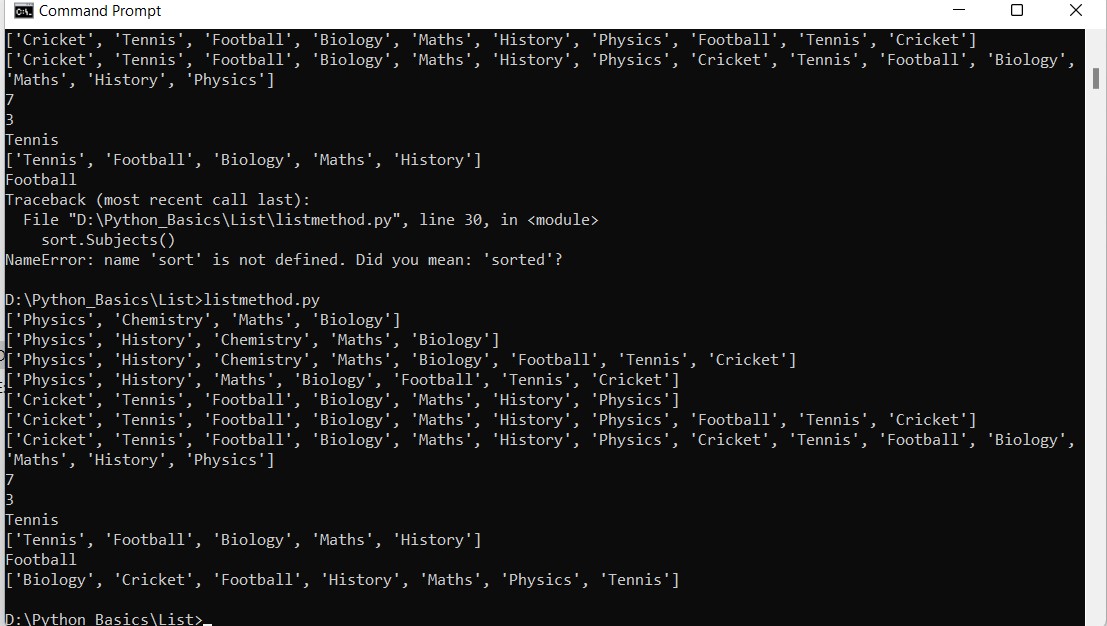 Command Prompt
['Cricket', 'Tennis', 'Football', 'Biology', 'Maths', 'History', 'Physics', 'Football', 'Tennis', 'Cricket']
['Cricket', 'Tennis', 'Football', 'Biology', 'Maths', 'History', 'Physics', 'Cricket', 'Tennis', 'Football', 'Biology',
'Maths', 'History', 'Physics']
7
3
Tennis
['Tennis', 'Football', 'Biology', 'Maths', 'History']
Football
Traceback (most recent call last):
  File "D:\Python_Basics\List\listmethod.py", line 30, in <module>
    sort.Subjects()
NameError: name 'sort' is not defined. Did you mean: 'sorted'?
D:\Python_Basics\List>listmethod.py
['Physics', 'Chemistry', 'Maths', 'Biology']
['Physics', 'History', 'Chemistry', 'Maths', 'Biology']
['Physics', 'History', 'Chemistry', 'Maths', 'Biology', 'Football', 'Tennis', 'Cricket']
['Physics', 'History', 'Maths', 'Biology', 'Football', 'Tennis', 'Cricket']
['Cricket', 'Tennis', 'Football', 'Biology', 'Maths', 'History', 'Physics']
['Cricket', 'Tennis', 'Football', 'Biology', 'Maths', 'History', 'Physics', 'Football', 'Tennis', 'Cricket']
['Cricket', 'Tennis', 'Football', 'Biology', 'Maths', 'History', 'Physics', 'Cricket', 'Tennis', 'Football', 'Biology',
'Maths', 'History', 'Physics']
7
3
Tennis
['Tennis', 'Football', 'Biology', 'Maths', 'History']
Football
['Biology', 'Cricket', 'Football', 'History', 'Maths', 'Physics', 'Tennis']
D:\Python_Basics\List>_